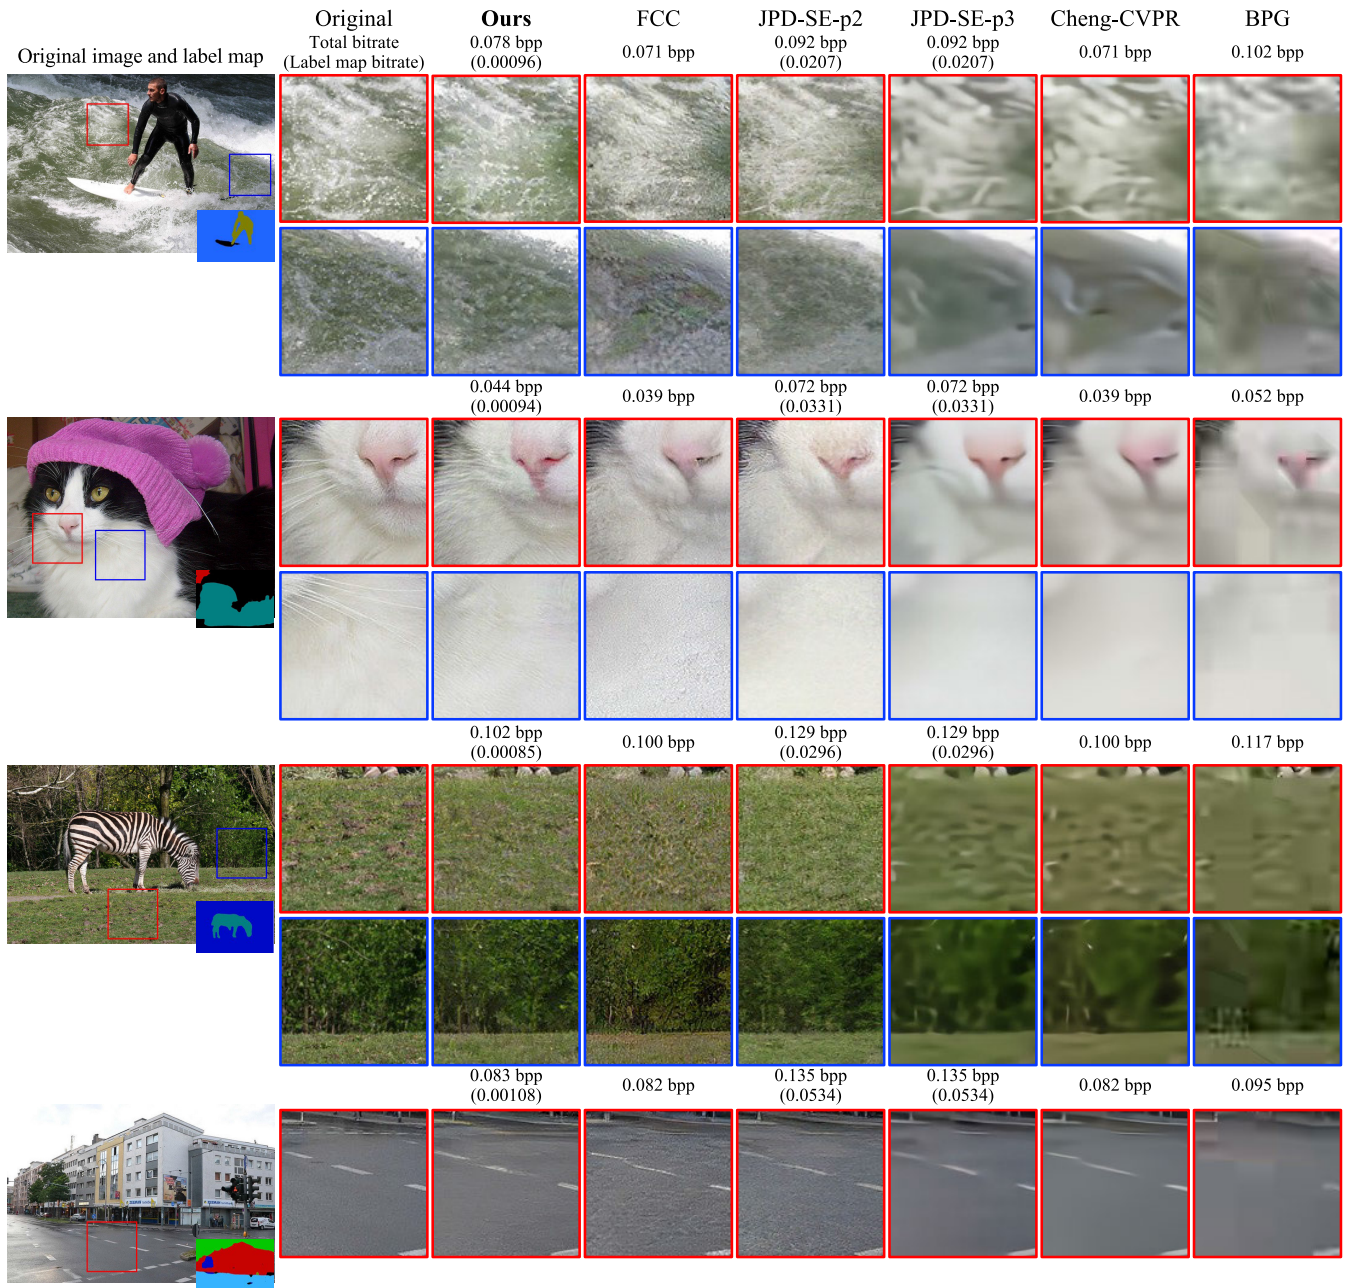 Original image and label map
Original
Total bitrate
(Label map bitrate)
Ours
0.078 bpp
(0.00096)
FCC
0.071 bpp
JPD-SE-p2
0.092 bpp
(0.0207)
JPD-SE-p3
0.092 bpp
(0.0207)
Cheng-CVPR
0.071 bpp
BPG
0.102 bpp
0.044 bpp
(0.00094)
0.039 bpp
0.072 bpp
(0.0331)
0.072 bpp
(0.0331)
0.039 bpp
0.052 bpp
0.102 bpp
(0.00085)
0.100 bpp
0.129 bpp
(0.0296)
0.129 bpp
(0.0296)
0.100 bpp
0.117 bpp
0.083 bpp
(0.00108)
0.082 bpp
0.135 bpp
(0.0534)
0.135 bpp
(0.0534)
0.082 bpp
0.095 bpp